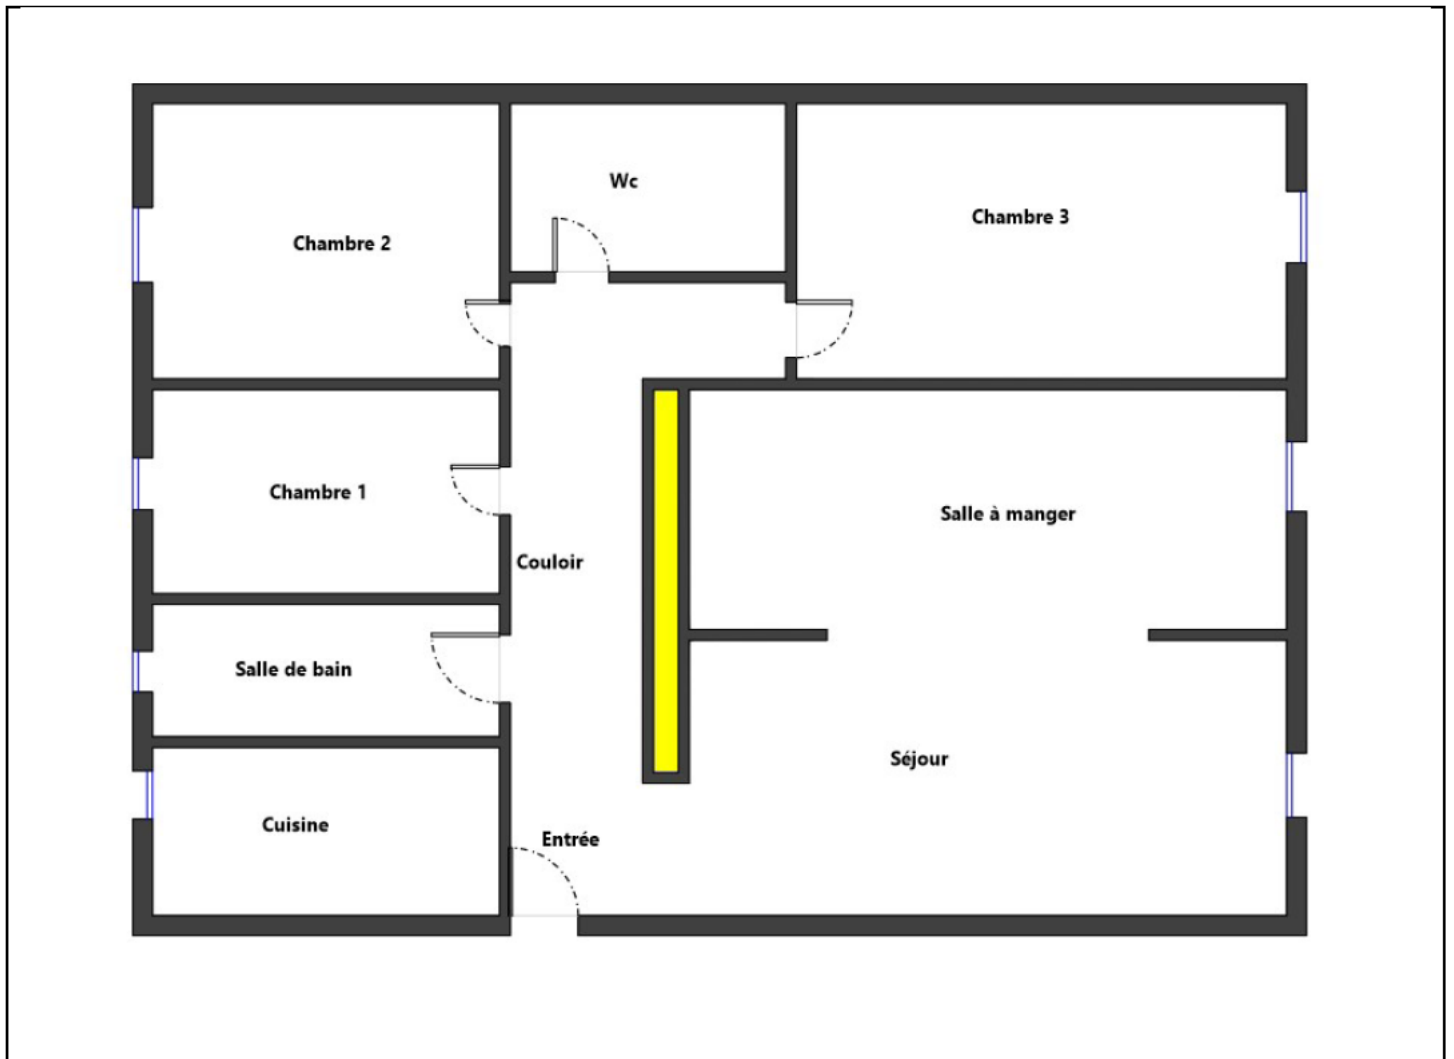 Wc
Chambre 3
Chambre 2
Chambre 1
Salle à manger
Couloir
Salle de bain
Séjour
Cuisine
Entrée